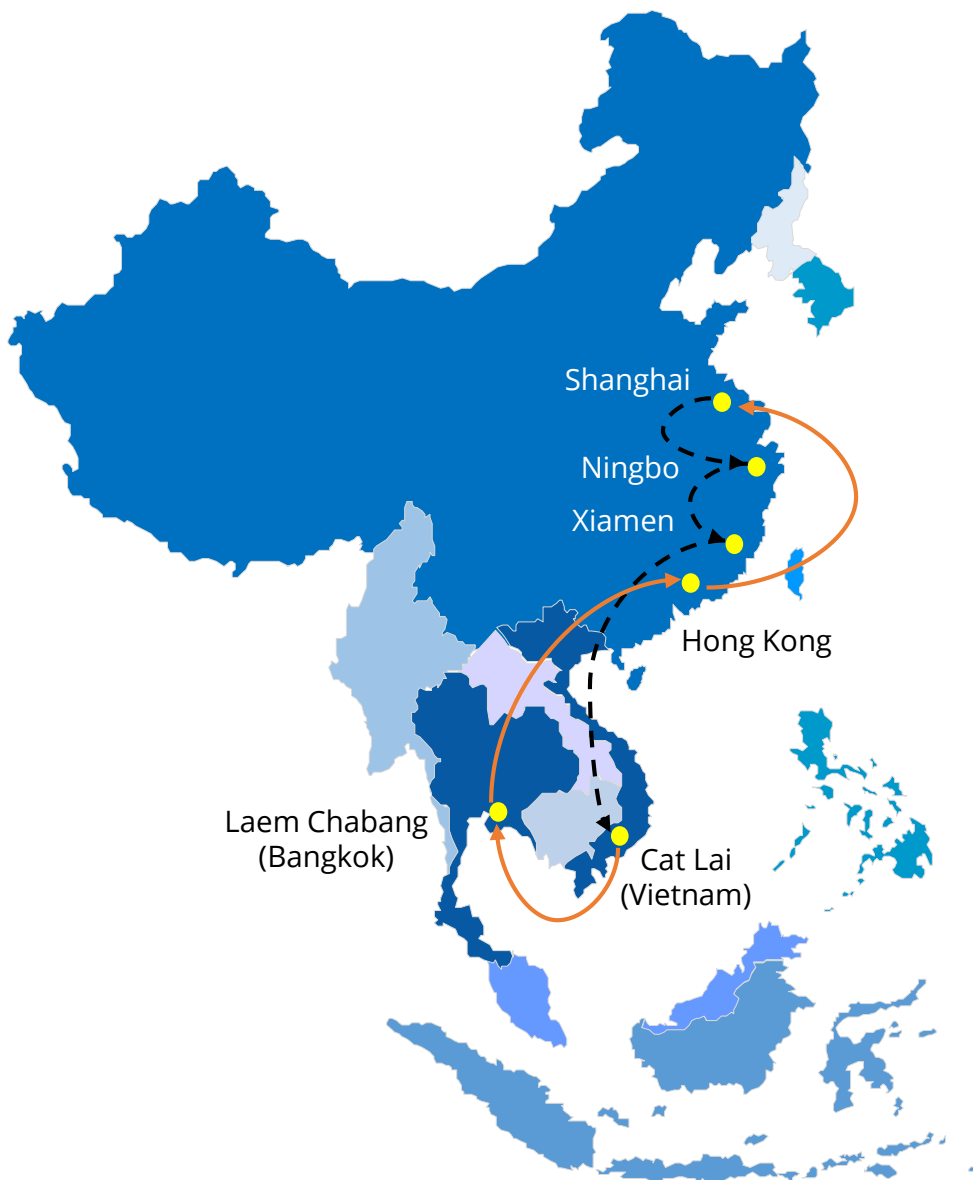 Shanghai
Ningbo
Xiamen
Hong Kong
Laem Chabang
(Bangkok)
Cat Lai
(Vietnam)